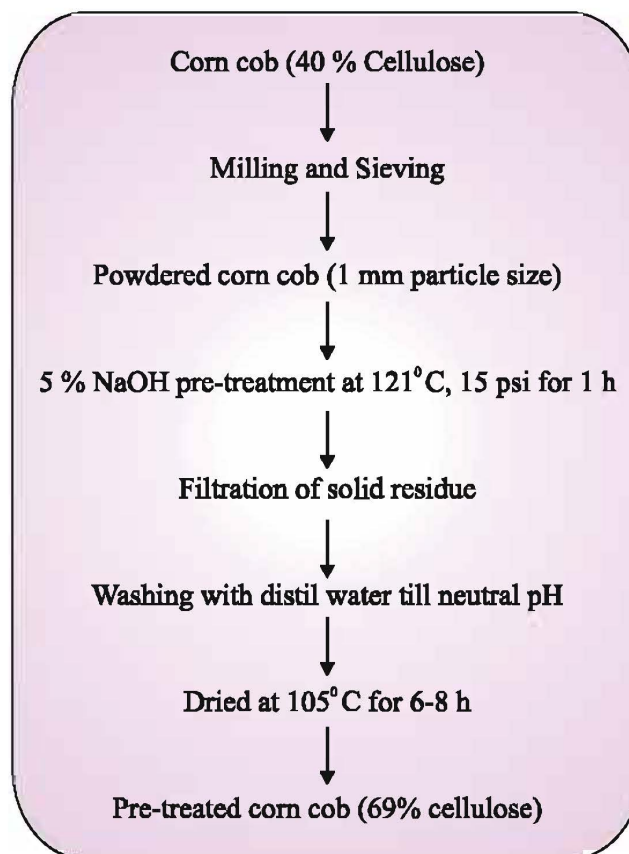 Corn cob (40 % Cellulose)
Milling and Sieving
Powdered corn cob (1 mm particle size)
5 % NaOH pre-treatment at 121⁰C, 15 psi for 1 h
Filtration of solid residue
Washing with distil water till neutral pH
Dried at 105⁰C for 6-8 h
Pre-treated corn cob (69% cellulose)